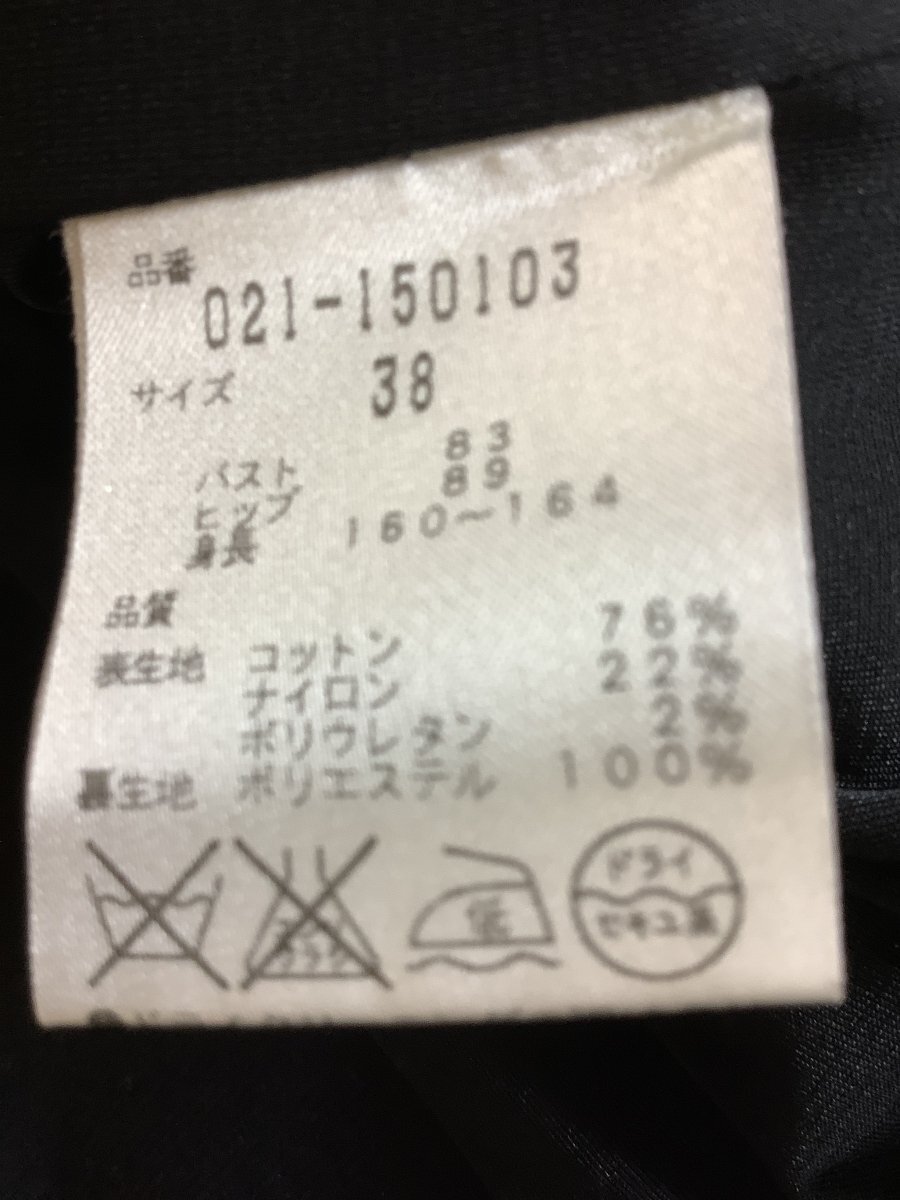 品番
021-150103
サイズ 38
バスト 83
ヒップ 89
身長 160~164
品質
表生地 コットン 76%
ナイロン 22%
ポリウレタン 2%
裏生地 ポリエステル 100%
低
ドライ
セキユ系